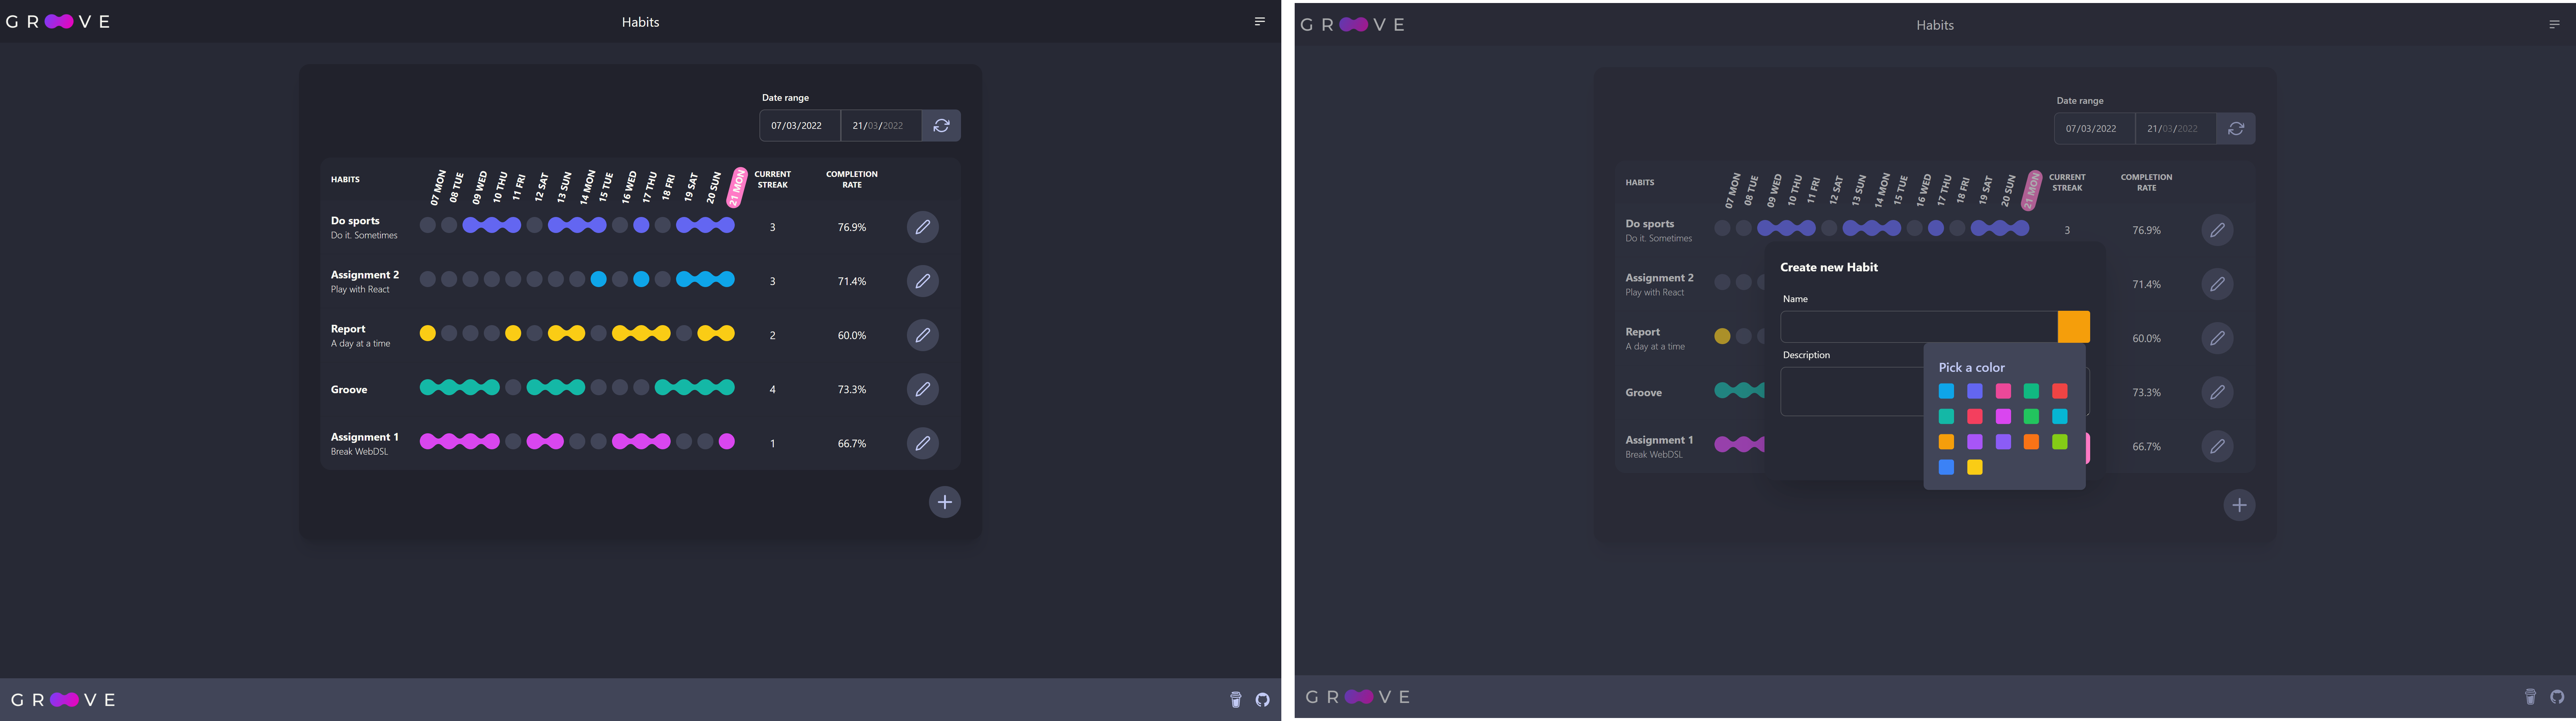 GROOVE
Habits
Date range
07/03/2022 21/03/2022
HABITS 07 MON 08 TUE 09 WED 10 THU 11 FRI 12 SAT 13 SUN 14 MON 15 TUE 16 WED 17 THU 18 FRI 19 SAT 20 SUN 21 MON CURRENT STREAK COMPLETION RATE
Do sports 3 76.9%
Do it. Sometimes
Assignment 2 3 71.4%
Play with React
Report 2 60.0%
A day at a time
Groove 4 73.3%
Assignment 1 1 66.7%
Break WebDSL
GROOVE
GROOVE
Habits
Date range
07/03/2022 21/03/2022
HABITS 07 MON 08 TUE 09 WED 10 THU 11 FRI 12 SAT 13 SUN 14 MON 15 TUE 16 WED 17 THU 18 FRI 19 SAT 20 SUN 21 MON CURRENT STREAK COMPLETION RATE
Do sports 3 76.9%
Do it. Sometimes
Assignment 2 71.4%
Play with React
Report 60.0%
A day at a time
Groove 73.3%
Assignment 1 66.7%
Break WebDSL
Create new Habit
Name
Description
Pick a color
GROOVE